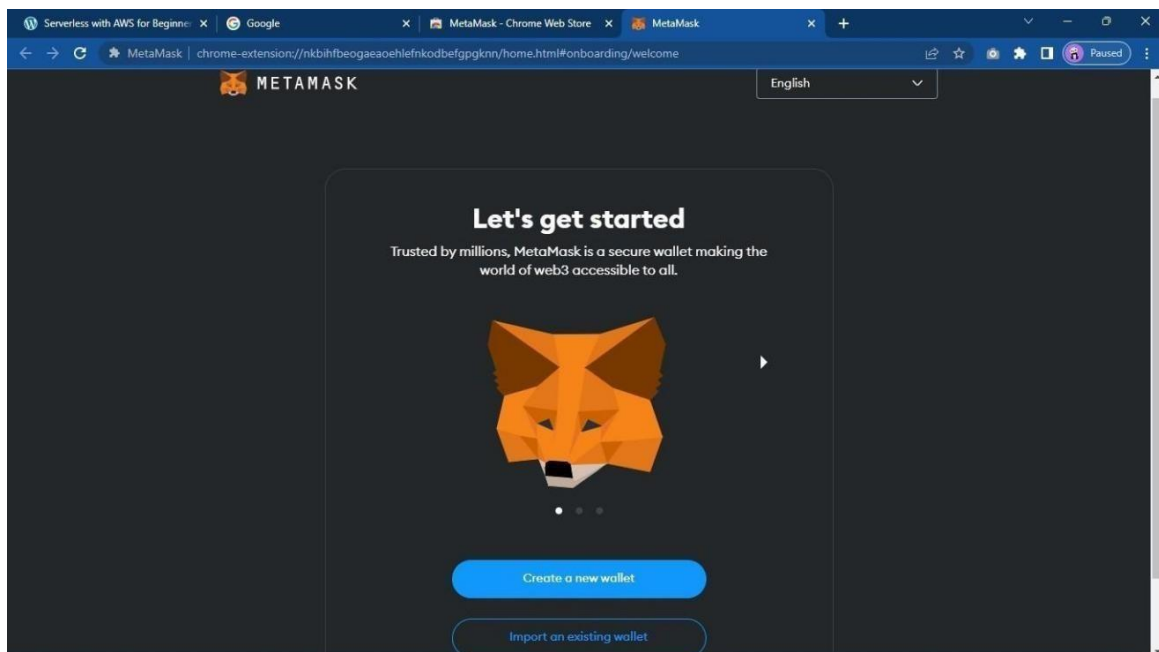 Serverless with AWS for Beginner
Google
MetaMask - Chrome Web Store
MetaMask
MetaMask | chrome-extension://nkbihfbeogaeaoehlefnkodbefgpgknn/home.html#onboarding/welcome
Paused
METAMASK
English
Let's get started
Trusted by millions, MetaMask is a secure wallet making the
world of web3 accessible to all.
Create a new wallet
Import an existing wallet